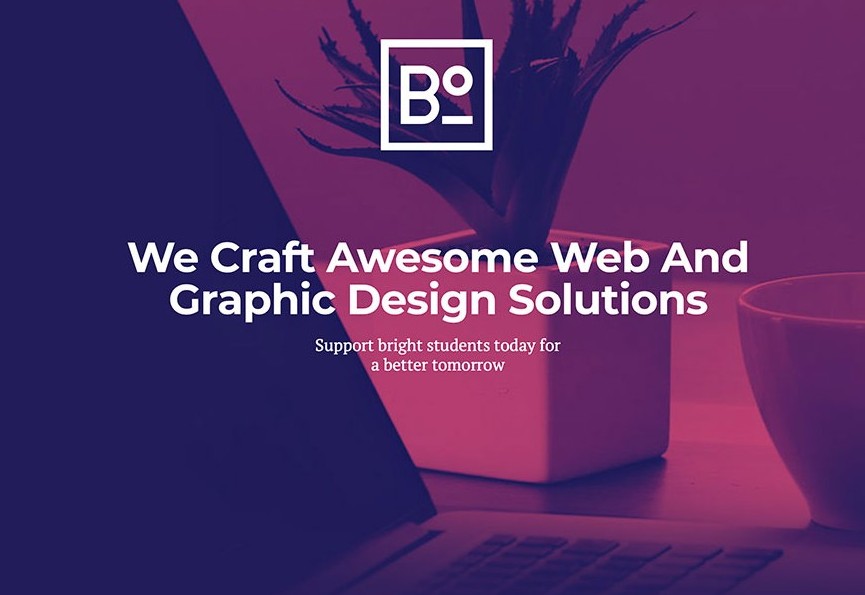 Bo
We Craft Awesome Web And
Graphic Design Solutions
Support bright students today for
a better tomorrow